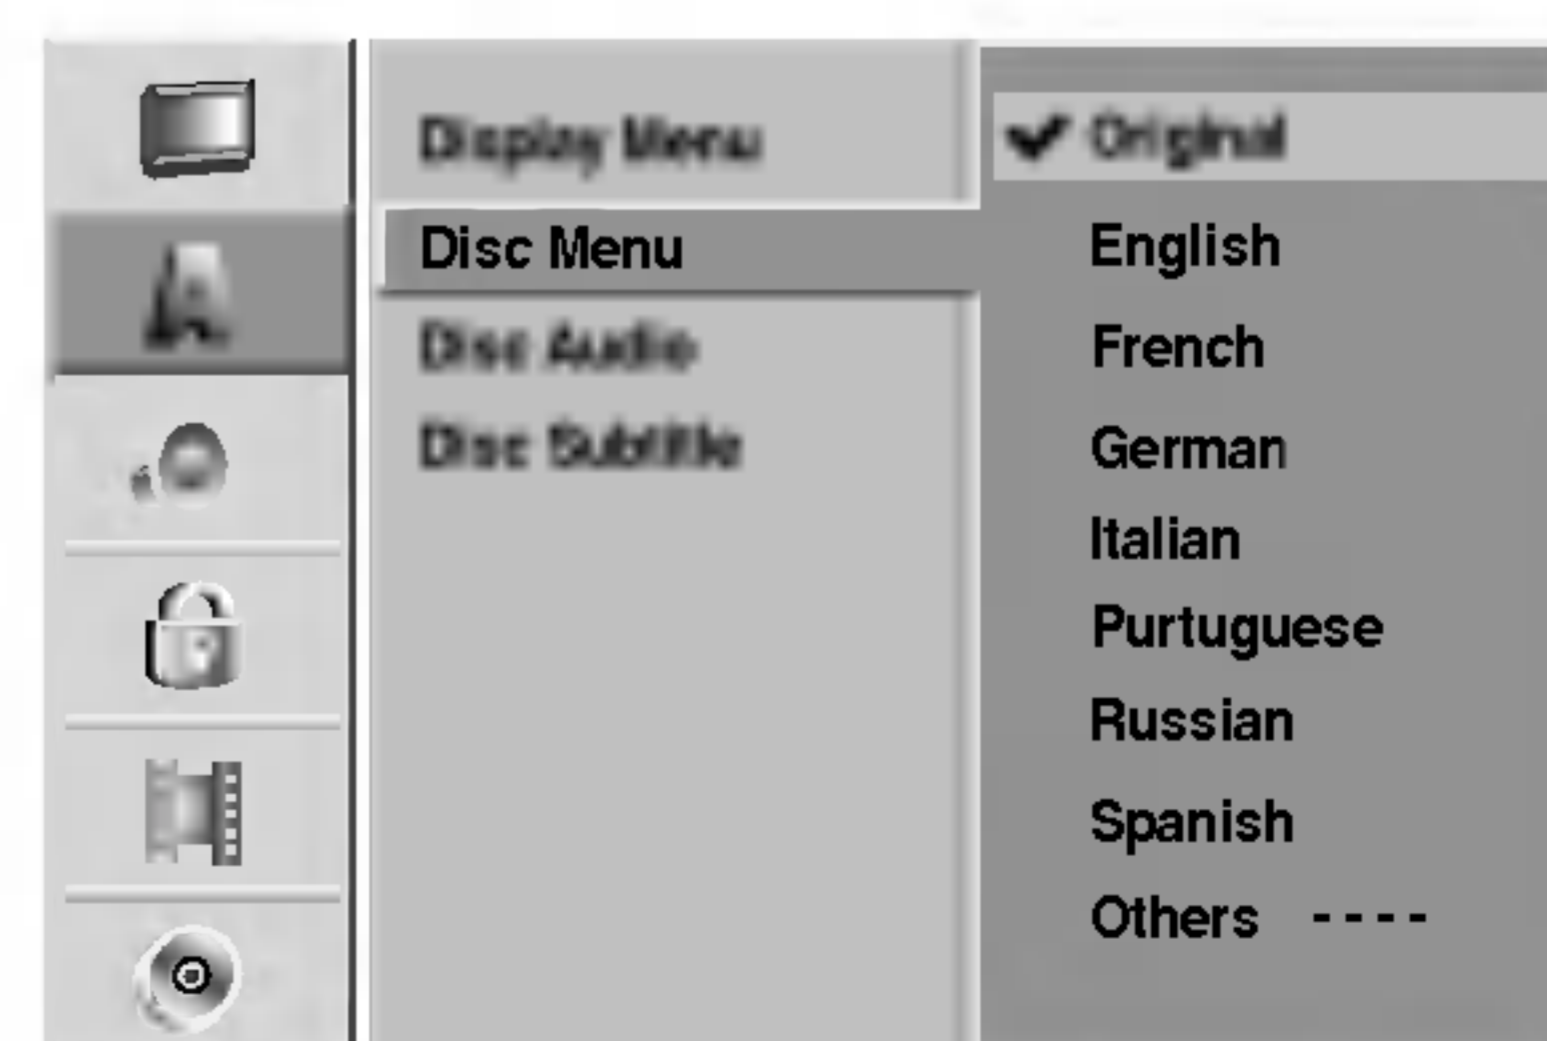 Display Menu
Disc Menu
Disc Audio
Disc Subtitle
✔ Original
English
French
German
Italian
Purtuguese
Russian
Spanish
Others ----